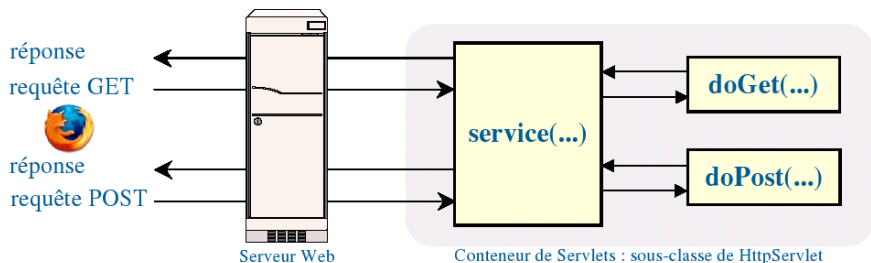 réponse
requête GET
réponse
requête POST
service(...)
doGet(...)
doPost(...)
Serveur Web
Conteneur de Servlets : sous-classe de HttpServlet